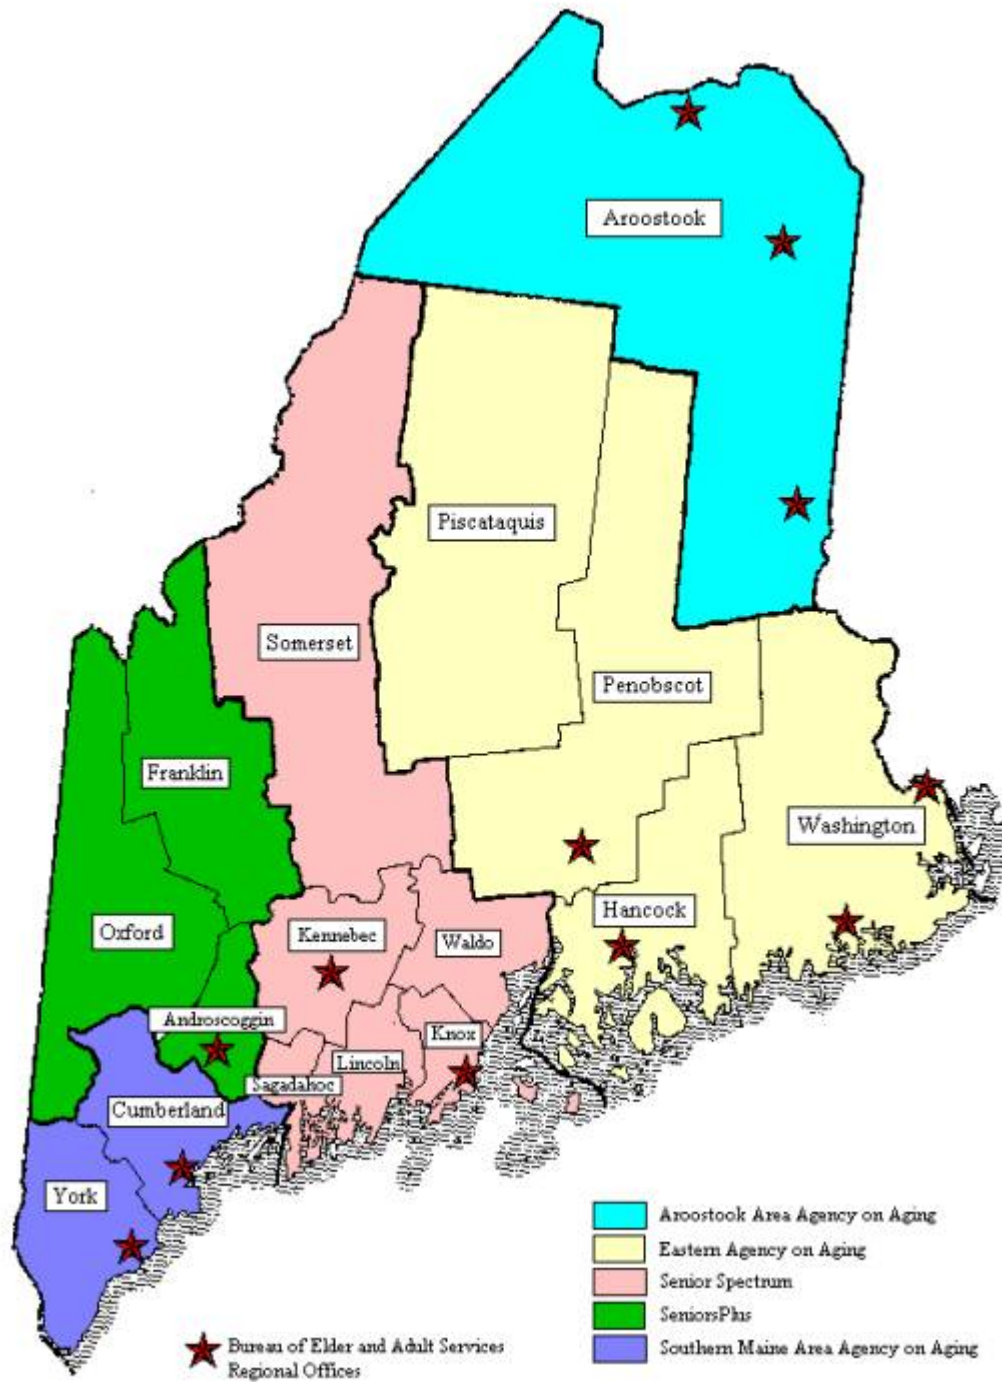 Aroostook
Piscataquis
Somerset
Penobscot
Franklin
Washington
Hancock
Oxford
Kennebec
Waldo
Androscoggin
Knox
Lincoln
Sagadahoc
Cumberland
York
Aroostook Area Agency on Aging
Eastern Agency on Aging
Senior Spectrum
SeniorsPlus
Southern Maine Area Agency on Aging
Bureau of Elder and Adult Services
Regional Offices